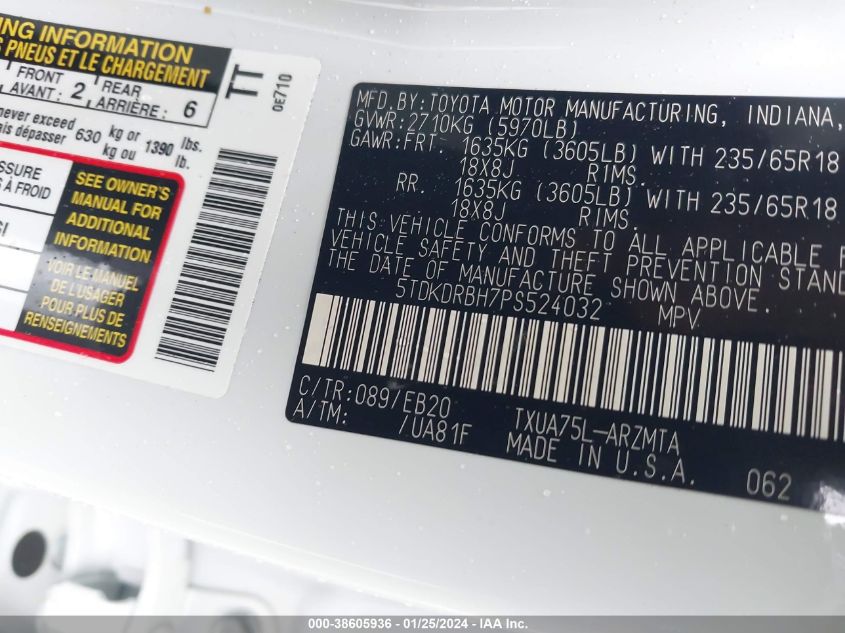 ING INFORMATION
S PNEUS ET LE CHARGEMENT
FRONT
AVANT : 2
REAR
ARRIÈRE : 6
never exceed
ais dépasser 630 kg or
kg ou 1390 lbs.
lb.
TT
0E710
SSURE
S À FROID
SI
SEE OWNER'S
MANUAL FOR
ADDITIONAL
INFORMATION
VOIR LE MANUEL
DE L'USAGER
POUR PLUS DE
RENSEIGNEMENTS
MFD.BY:TOYOTA MOTOR MANUFACTURING, INDIANA,
GVWR:2710KG (5970LB)
GAWR:FRT. 1635KG (3605LB) WITH 235/65R18
18X8J RIMS.
RR. 1635KG (3605LB) WITH 235/65R18
18X8J RIMS.
THIS VEHICLE CONFORMS TO ALL APPLICABLE F
VEHICLE SAFETY AND THEFT PREVENTION STAND
THE DATE OF MANUFACTURE SHOWN ABOVE.
5TDKDRBH7PS524032 MPV
C/TR:089/EB20
A/TM: /UA81F
TXUA75L-ARZMTA
MADE IN U.S.A. 062
000-38605936 - 01/25/2024 - IAA Inc.